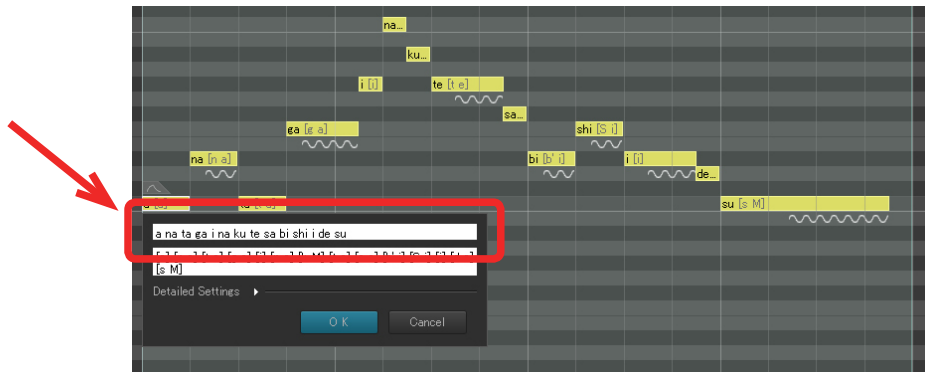 na...
ku...
i [i]
te [t e]
sa...
ga [g a]
shi [S i]
na [n a]
bi [b' i]
i [i]
de...
su [s M]
a na ta ga i na ku te sa bi shi i de su
[s M]
Detailed Settings
OK
Cancel